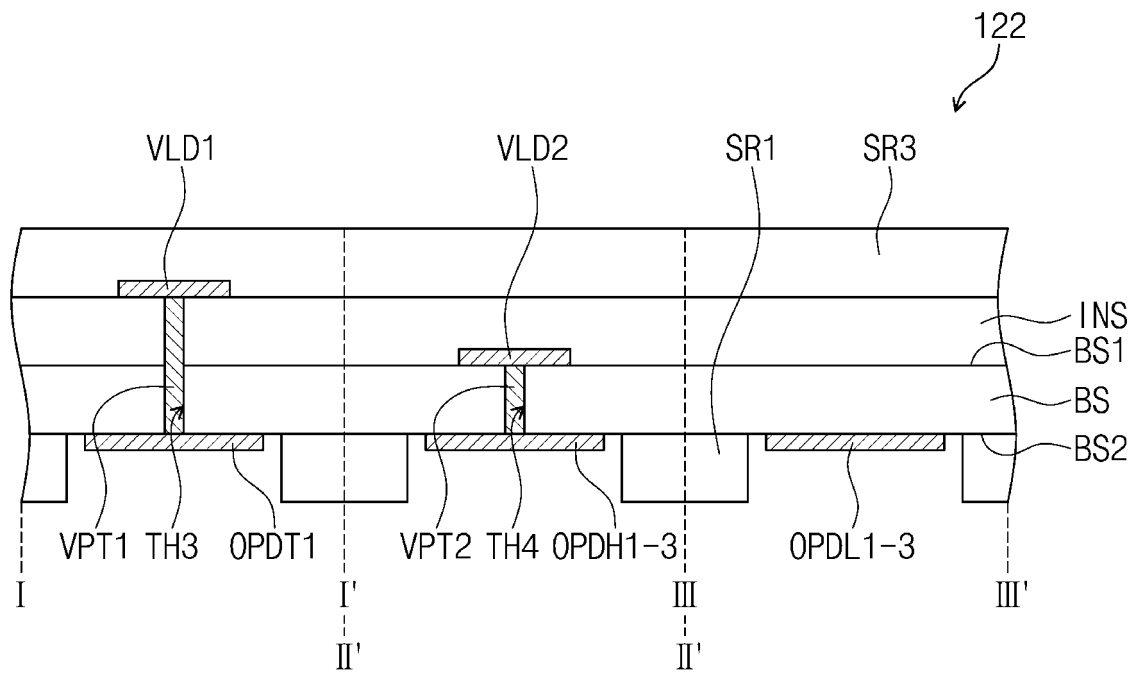 122
VLD1 VLD2 SR1 SR3
INS
BS1
BS
BS2
VPT1 TH3 OPDT1 VPT2 TH4 OPDH1-3 OPDL1-3
I I' III III'
II' II'